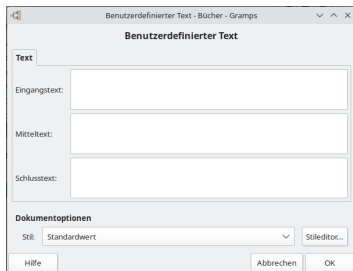 Benutzerdefinierter Text - Bücher - Gramps
Benutzerdefinierter Text
Text
Eingangstext:
Mitteltext:
Schlusstext:
Dokumentoptionen
Stil: Standardwert Stileditor...
Hilfe Abbrechen OK